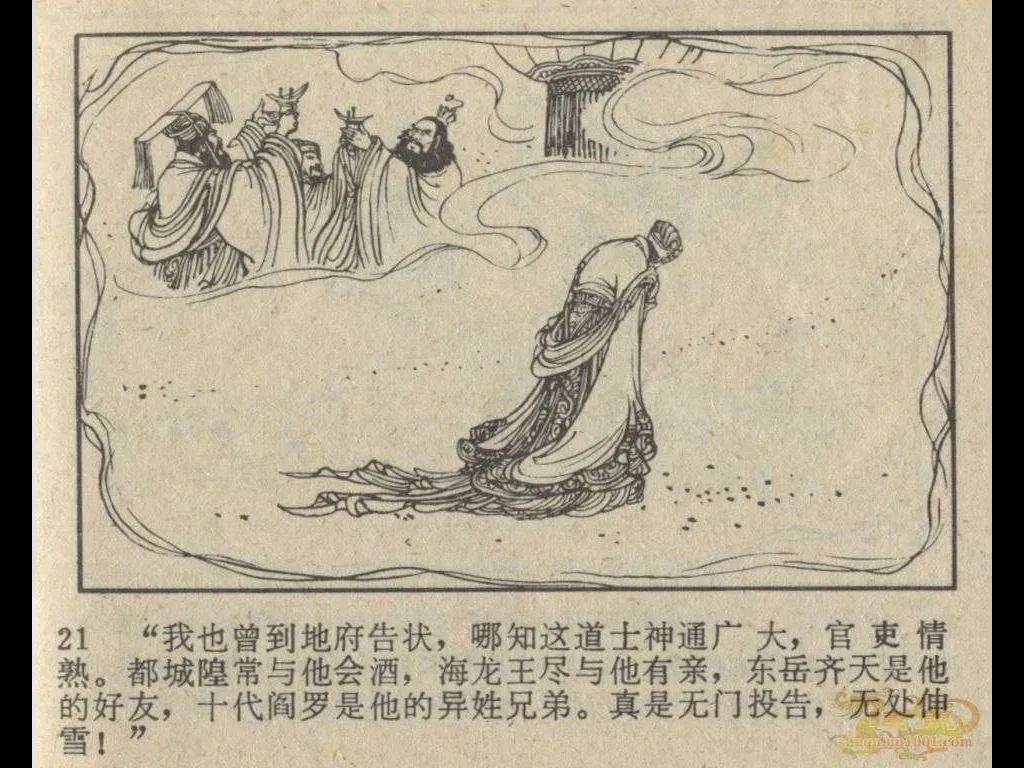 21 “我也曾到地府告状，哪知这道士神通广大，官吏情
熟。都城隍常与他会酒，海龙王尽与他有亲，东岳齐天是他
的好友，十代阎罗是他的异姓兄弟。真是无门投告，无处伸
雪！”